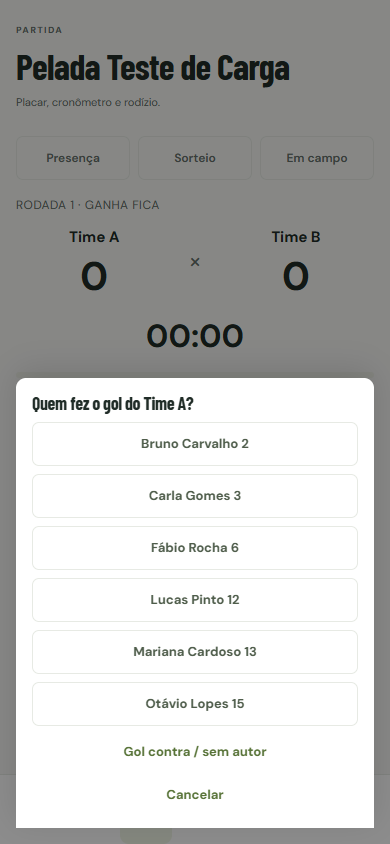 PARTIDA
Pelada Teste de Carga
Placar, cronômetro e rodízio.
Presença Sorteio Em campo
RODADA 1 · GANHA FICA
Time A Time B
0 × 0
00:00
Quem fez o gol do Time A?
Bruno Carvalho 2
Carla Gomes 3
Fábio Rocha 6
Lucas Pinto 12
Mariana Cardoso 13
Otávio Lopes 15
Gol contra / sem autor
Cancelar